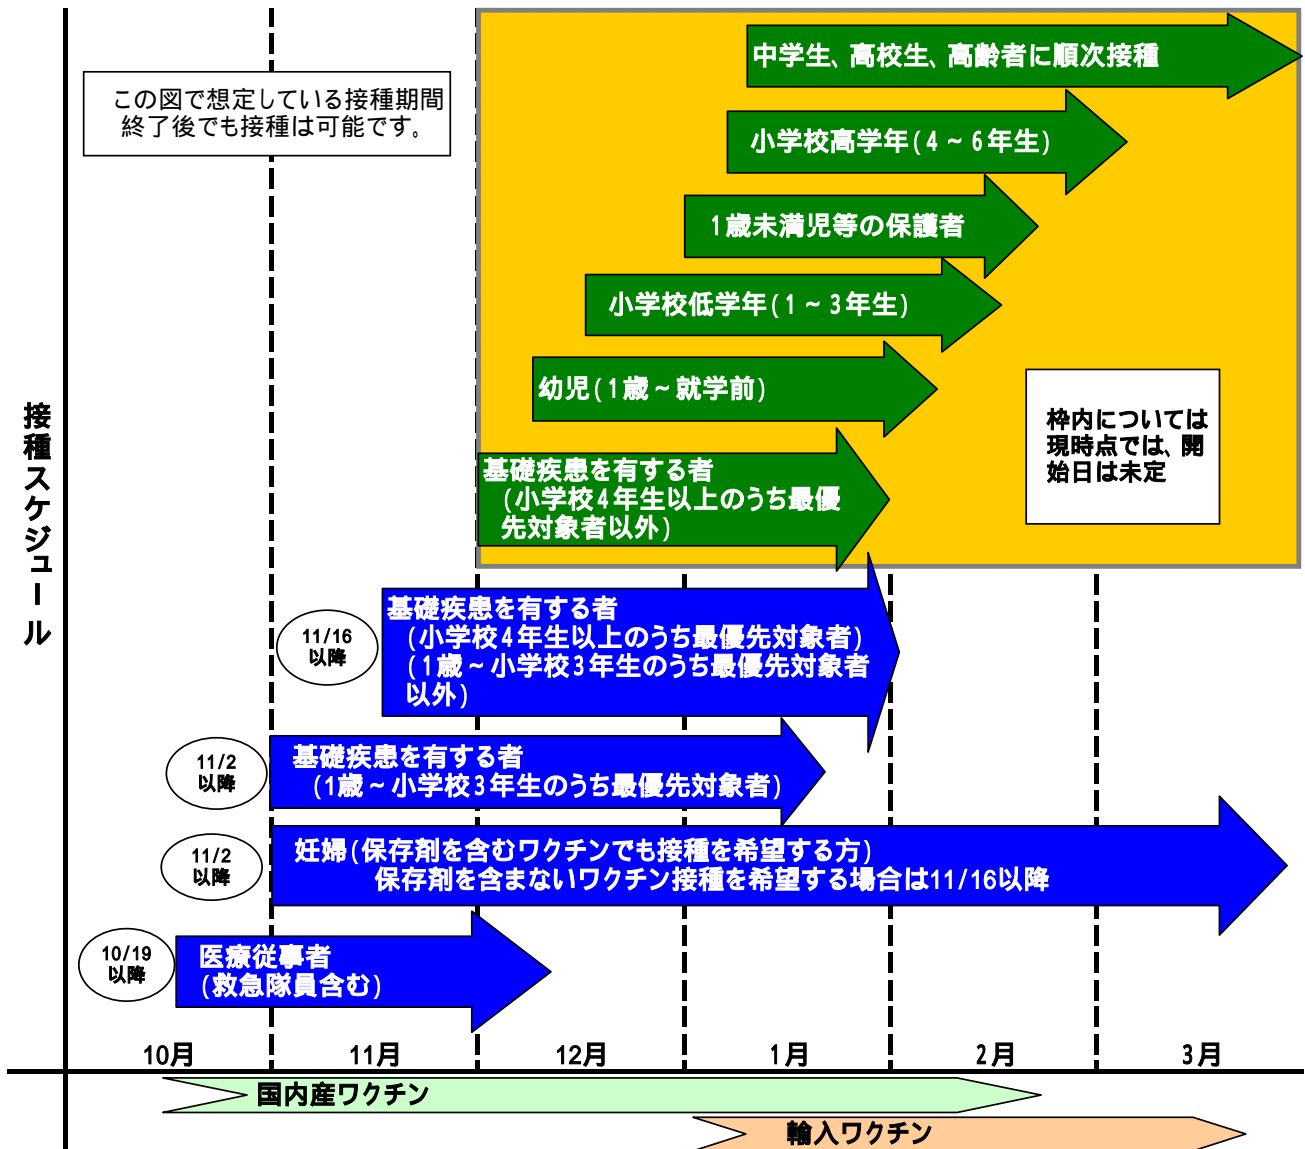 中学生、高校生、高齢者に順次接種
この図で想定している接種期間
終了後でも接種は可能です。
小学校高学年(4～6年生)
1歳未満児等の保護者
小学校低学年(1～3年生)
幼児(1歳～就学前)
枠内については
現時点では、開
始日は未定
基礎疾患を有する者
(小学校4年生以上のうち最優
先対象者以外)
接種スケジュール
11/16
以降
基礎疾患を有する者
(小学校4年生以上のうち最優先対象者)
(1歳～小学校3年生のうち最優先対象者
以外)
11/2
以降
基礎疾患を有する者
(1歳～小学校3年生のうち最優先対象者)
11/2
以降
妊婦(保存剤を含むワクチンでも接種を希望する方)
保存剤を含まないワクチン接種を希望する場合は11/16以降
10/19
以降
医療従事者
(救急隊員含む)
10月 11月 12月 1月 2月 3月
国内産ワクチン
輸入ワクチン